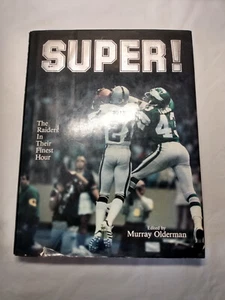 SUPER!
The
Raiders
In
Their
Finest
Hour
Edited by
Murray Olderman